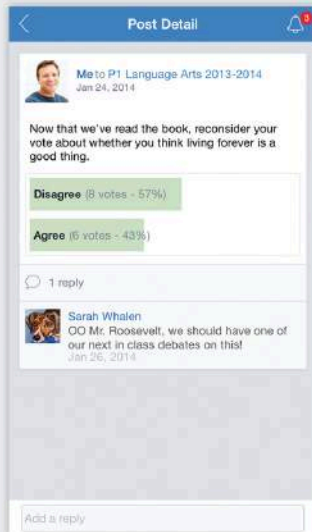 Post Detail
3
Me to P1 Language Arts 2013-2014
Jan 24, 2014
Now that we've read the book, reconsider your
vote about whether you think living forever is a
good thing.
Disagree (8 votes - 57%)
Agree (6 votes - 43%)
1 reply
Sarah Whalen
OO Mr. Roosevelt, we should have one of
our next in class debates on this!
Jan 26, 2014
Add a reply